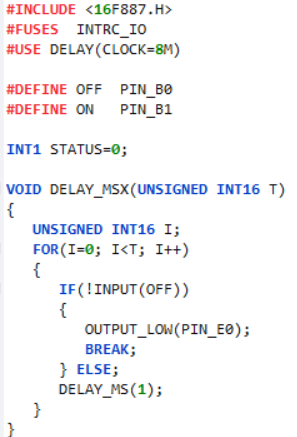 #INCLUDE <16F887.H>
#FUSES  INTRC_IO
#USE DELAY(CLOCK=8M)

#DEFINE OFF  PIN_B0
#DEFINE ON   PIN_B1

INT1 STATUS=0;

VOID DELAY_MSX(UNSIGNED INT16 T)
{
   UNSIGNED INT16 I;
   FOR(I=0; I<T; I++)
   {
      IF(!INPUT(OFF))
      {
         OUTPUT_LOW(PIN_E0);
         BREAK;
      } ELSE;
      DELAY_MS(1);
   }
}